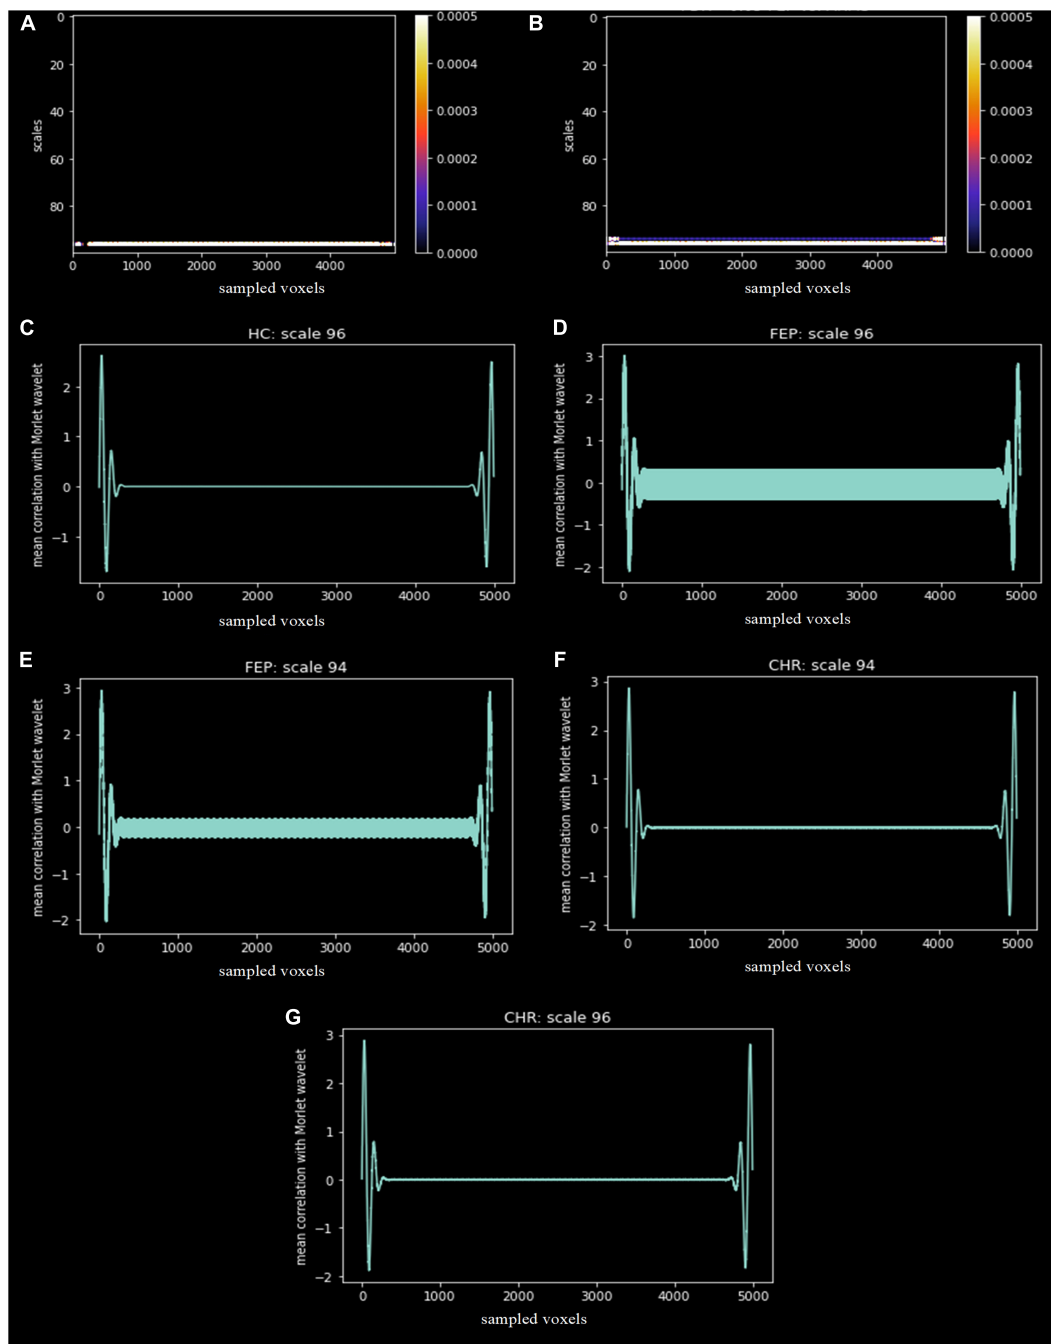 A
B
0
20
40
60
80
scales
0 1000 2000 3000 4000
sampled voxels
0.0005
0.0004
0.0003
0.0002
0.0001
0.0000
0
20
40
60
80
scales
0 1000 2000 3000 4000
sampled voxels
0.0005
0.0004
0.0003
0.0002
0.0001
0.0000
C
HC: scale 96
mean correlation with Morlet wavelet
2
1
0
−1
0 1000 2000 3000 4000 5000
sampled voxels
D
FEP: scale 96
mean correlation with Morlet wavelet
3
2
1
0
−1
−2
0 1000 2000 3000 4000 5000
sampled voxels
E
FEP: scale 94
mean correlation with Morlet wavelet
3
2
1
0
−1
−2
0 1000 2000 3000 4000 5000
sampled voxels
F
CHR: scale 94
mean correlation with Morlet wavelet
3
2
1
0
−1
−2
0 1000 2000 3000 4000 5000
sampled voxels
G
CHR: scale 96
mean correlation with Morlet wavelet
3
2
1
0
−1
−2
0 1000 2000 3000 4000 5000
sampled voxels